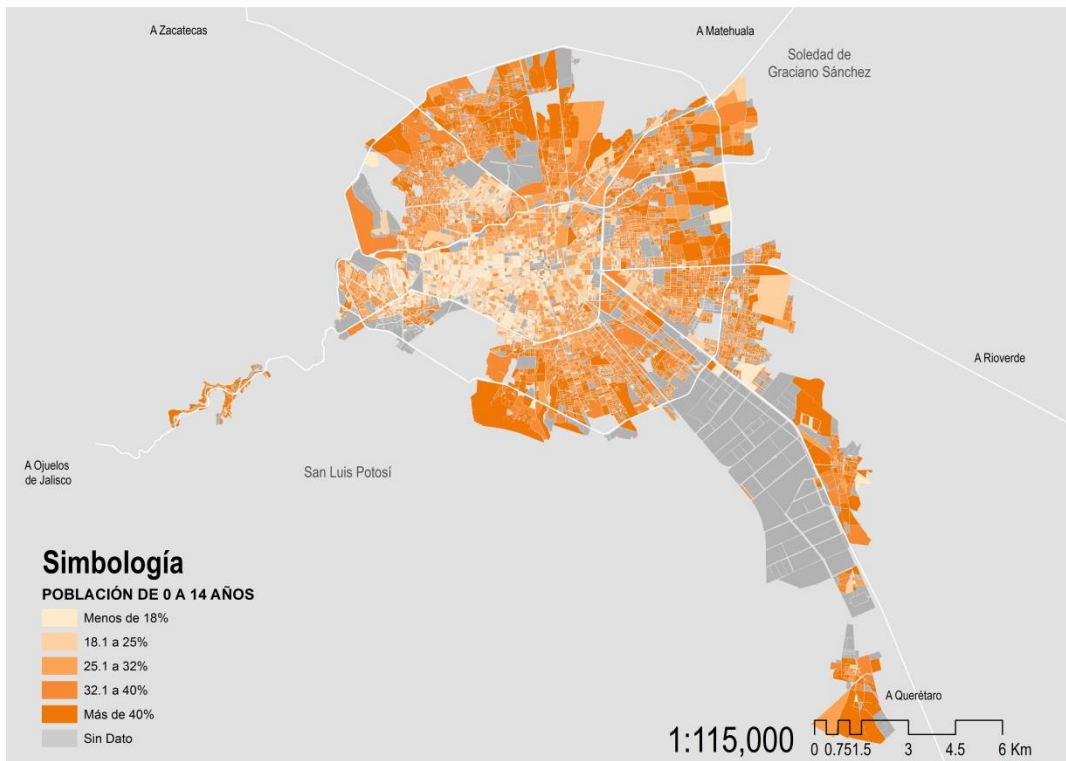 A Zacatecas
A Matehuala
Soledad de
Graciano Sánchez
A Rioverde
A Ojuelos
de Jalisco
San Luis Potosí
Simbología
POBLACIÓN DE 0 A 14 AÑOS
Menos de 18%
18.1 a 25%
25.1 a 32%
32.1 a 40%
Más de 40%
Sin Dato
A Querétaro
1:115,000
0 0.75 1.5 3 4.5 6 Km